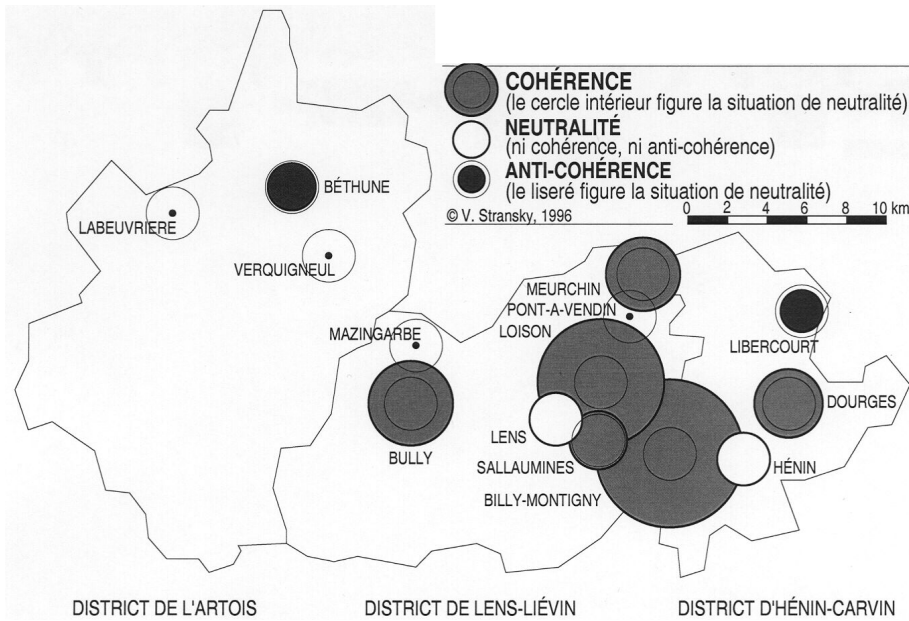 COHÉRENCE
(le cercle intérieur figure la situation de neutralité)
NEUTRALITÉ
(ni cohérence, ni anti-cohérence)
ANTI-COHÉRENCE
(le liseré figure la situation de neutralité)
© V. Stransky, 1996
0 2 4 6 8 10 km
BÉTHUNE
LABEUVRIERE
VERQUIGNEUL
MEURCHIN
PONT-A-VENDIN
MAZINGARBE
LOISON
LIBERCOURT
DOURGES
LENS
BULLY
SALLAUMINES
HÉNIN
BILLY-MONTIGNY
DISTRICT DE L'ARTOIS
DISTRICT DE LENS-LIÉVIN
DISTRICT D'HÉNIN-CARVIN